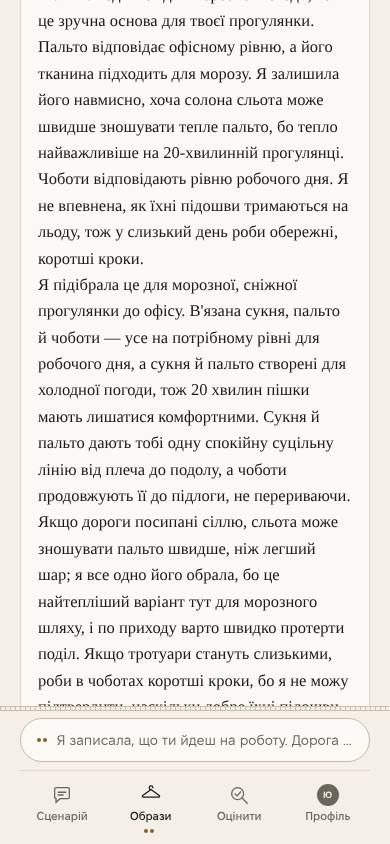 це зручна основа для твоєї прогулянки.
Пальто відповідає офісному рівню, а його
тканина підходить для морозу. Я залишила
його навмисно, хоча солона сльота може
швидше зношувати тепле пальто, бо тепло
найважливіше на 20-хвилинній прогулянці.
Чоботи відповідають рівню робочого дня. Я
не впевнена, як їхні підошви тримаються на
льоду, тож у слизький день роби обережні,
коротші кроки.
Я підібрала це для морозної, сніжної
прогулянки до офісу. В'язана сукня, пальто
й чоботи — усе на потрібному рівні для
робочого дня, а сукня й пальто створені для
холодної погоди, тож 20 хвилин пішки
мають лишатися комфортними. Сукня й
пальто дають тобі одну спокійну суцільну
лінію від плеча до подолу, а чоботи
продовжують її до підлоги, не перериваючи.
Якщо дороги посипані сіллю, сльота може
зношувати пальто швидше, ніж легший
шар; я все одно його обрала, бо це
найтепліший варіант тут для морозного
шляху, і по приходу варто швидко протерти
поділ. Якщо тротуари стануть слизькими,
роби в чоботах коротші кроки, бо я не можу
Я записала, що ти йдеш на роботу. Дорога ...
Сценарій
Образи
Оцінити
Ю
Профіль